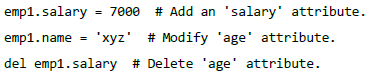 emp1.salary = 7000  # Add an 'salary' attribute.
emp1.name = 'xyz'  # Modify 'age' attribute.
del emp1.salary  # Delete 'age' attribute.